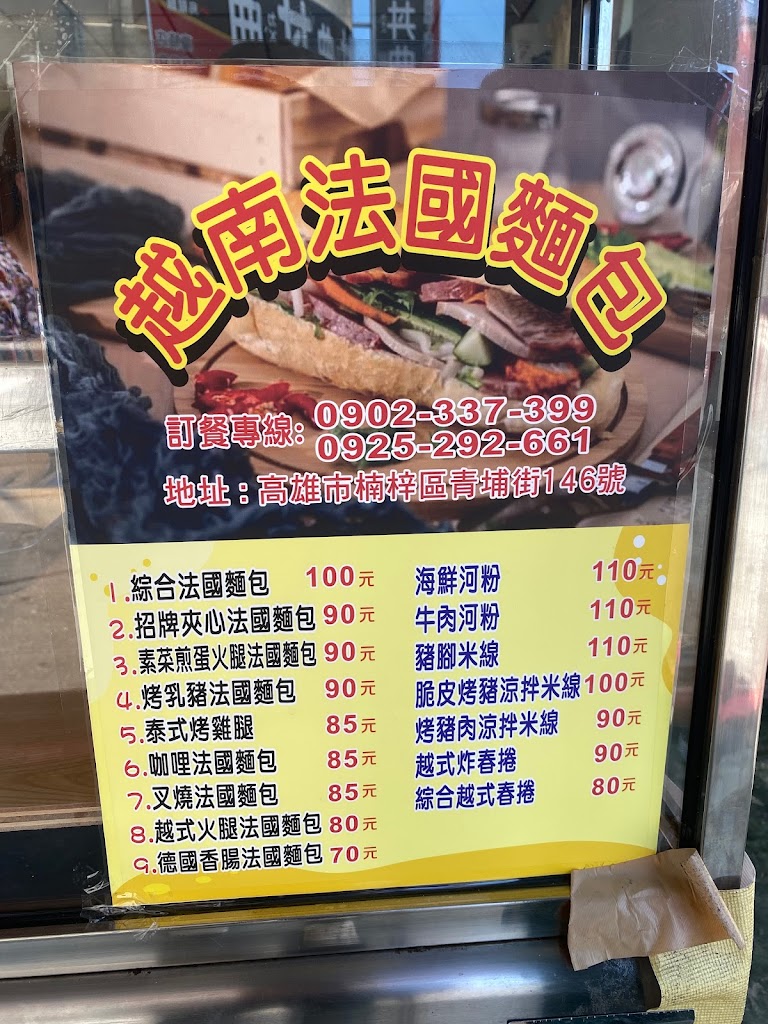 越南法國麵包
訂餐專線: 0902-337-399
0925-292-661
地址：高雄市楠梓區青埔街146號
1.綜合法國麵包 100元
2.招牌夾心法國麵包 90元
3.素菜煎蛋火腿法國麵包 90元
4.烤乳豬法國麵包 90元
5.泰式烤雞腿 85元
6.咖哩法國麵包 85元
7.叉燒法國麵包 85元
8.越式火腿法國麵包 80元
9.德國香腸法國麵包 70元
海鮮河粉 110元
牛肉河粉 110元
豬腳米線 110元
脆皮烤豬涼拌米線 100元
烤豬肉涼拌米線 90元
越式炸春捲 90元
綜合越式春捲 80元